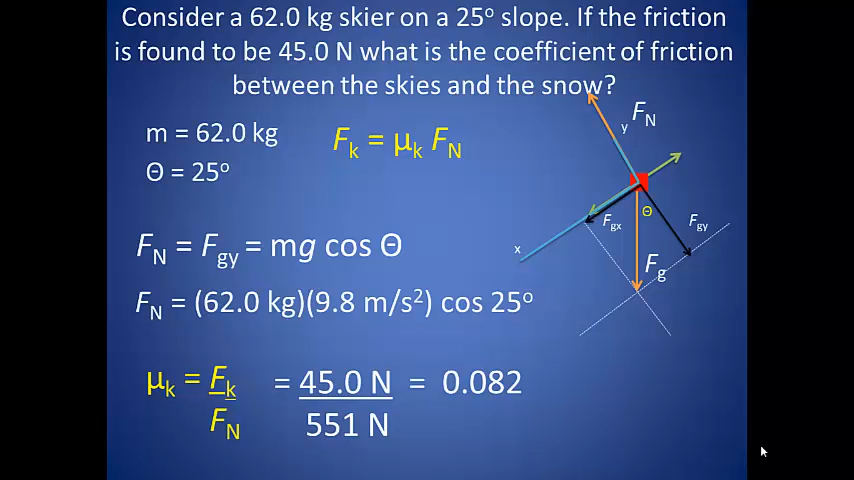 Consider a 62.0 kg skier on a 25º slope. If the friction
is found to be 45.0 N what is the coefficient of friction
between the skies and the snow?
m = 62.0 kg
Θ = 25º
Fk = μk FN
FN = Fgy = mg cos Θ
FN = (62.0 kg)(9.8 m/s²) cos 25º
μk = Fk = 45.0 N = 0.082
FN 551 N
y FN
Θ
Fgx
Fgy
x
Fg